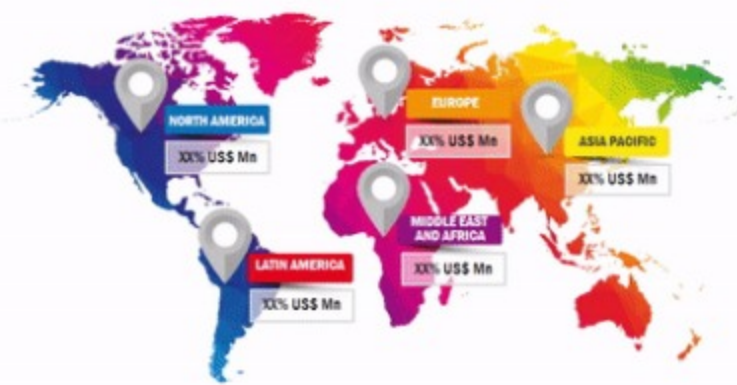 NORTH AMERICA
XX% US$ Mn
EUROPE
XX% US$ Mn
ASIA PACIFIC
XX% US$ Mn
MIDDLE EAST
AND AFRICA
XX% US$ Mn
LATIN AMERICA
XX% US$ Mn